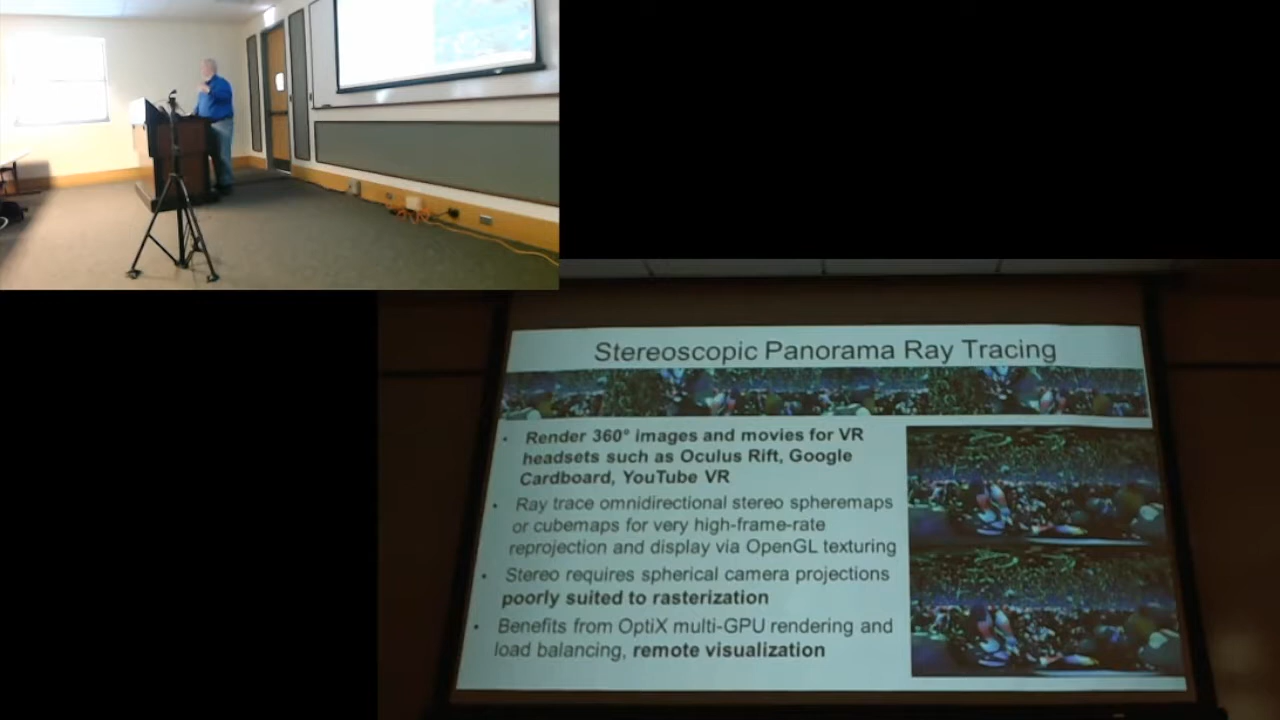 Stereoscopic Panorama Ray Tracing
• Render 360° images and movies for VR
headsets such as Oculus Rift, Google
Cardboard, YouTube VR
• Ray trace omnidirectional stereo spheremaps
or cubemaps for very high-frame-rate
reprojection and display via OpenGL texturing
• Stereo requires spherical camera projections
poorly suited to rasterization
• Benefits from OptiX multi-GPU rendering and
load balancing, remote visualization